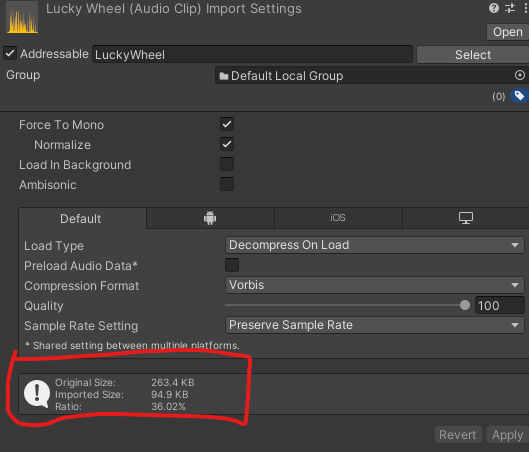 Lucky Wheel (Audio Clip) Import Settings
Open
Addressable LuckyWheel Select
Group Default Local Group
(0)
Force To Mono
Normalize
Load In Background
Ambisonic
Default iOS
Load Type Decompress On Load
Preload Audio Data*
Compression Format Vorbis
Quality 100
Sample Rate Setting Preserve Sample Rate
* Shared setting between multiple platforms.
Original Size: 263.4 KB
Imported Size: 94.9 KB
Ratio: 36.02%
Revert Apply